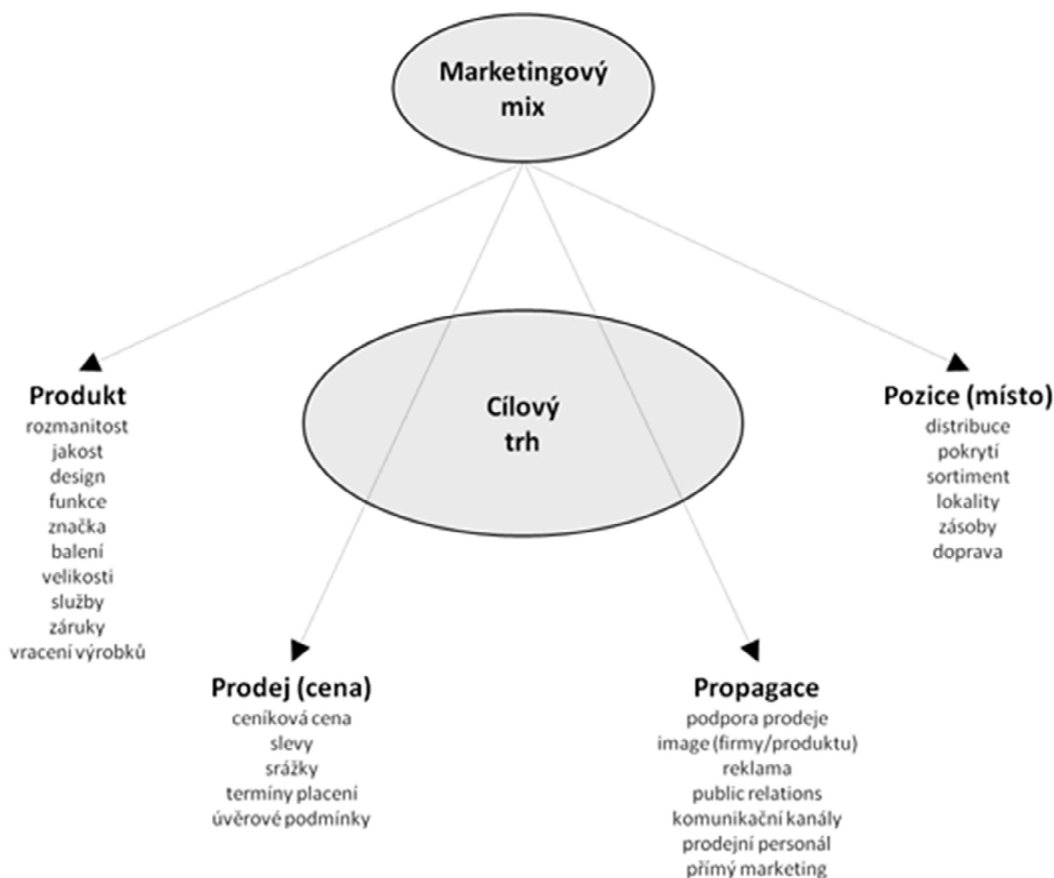 Marketingový
mix
Cílový
trh
Produkt
rozmanitost
jakost
design
funkce
značka
balení
velikosti
služby
záruky
vracení výrobků
Prodej (cena)
ceníková cena
slevy
srážky
termíny placení
úvěrové podmínky
Propagace
podpora prodeje
image (firmy/produktu)
reklama
public relations
komunikační kanály
prodejní personál
přímý marketing
Pozice (místo)
distribuce
pokrytí
sortiment
lokality
zásoby
doprava